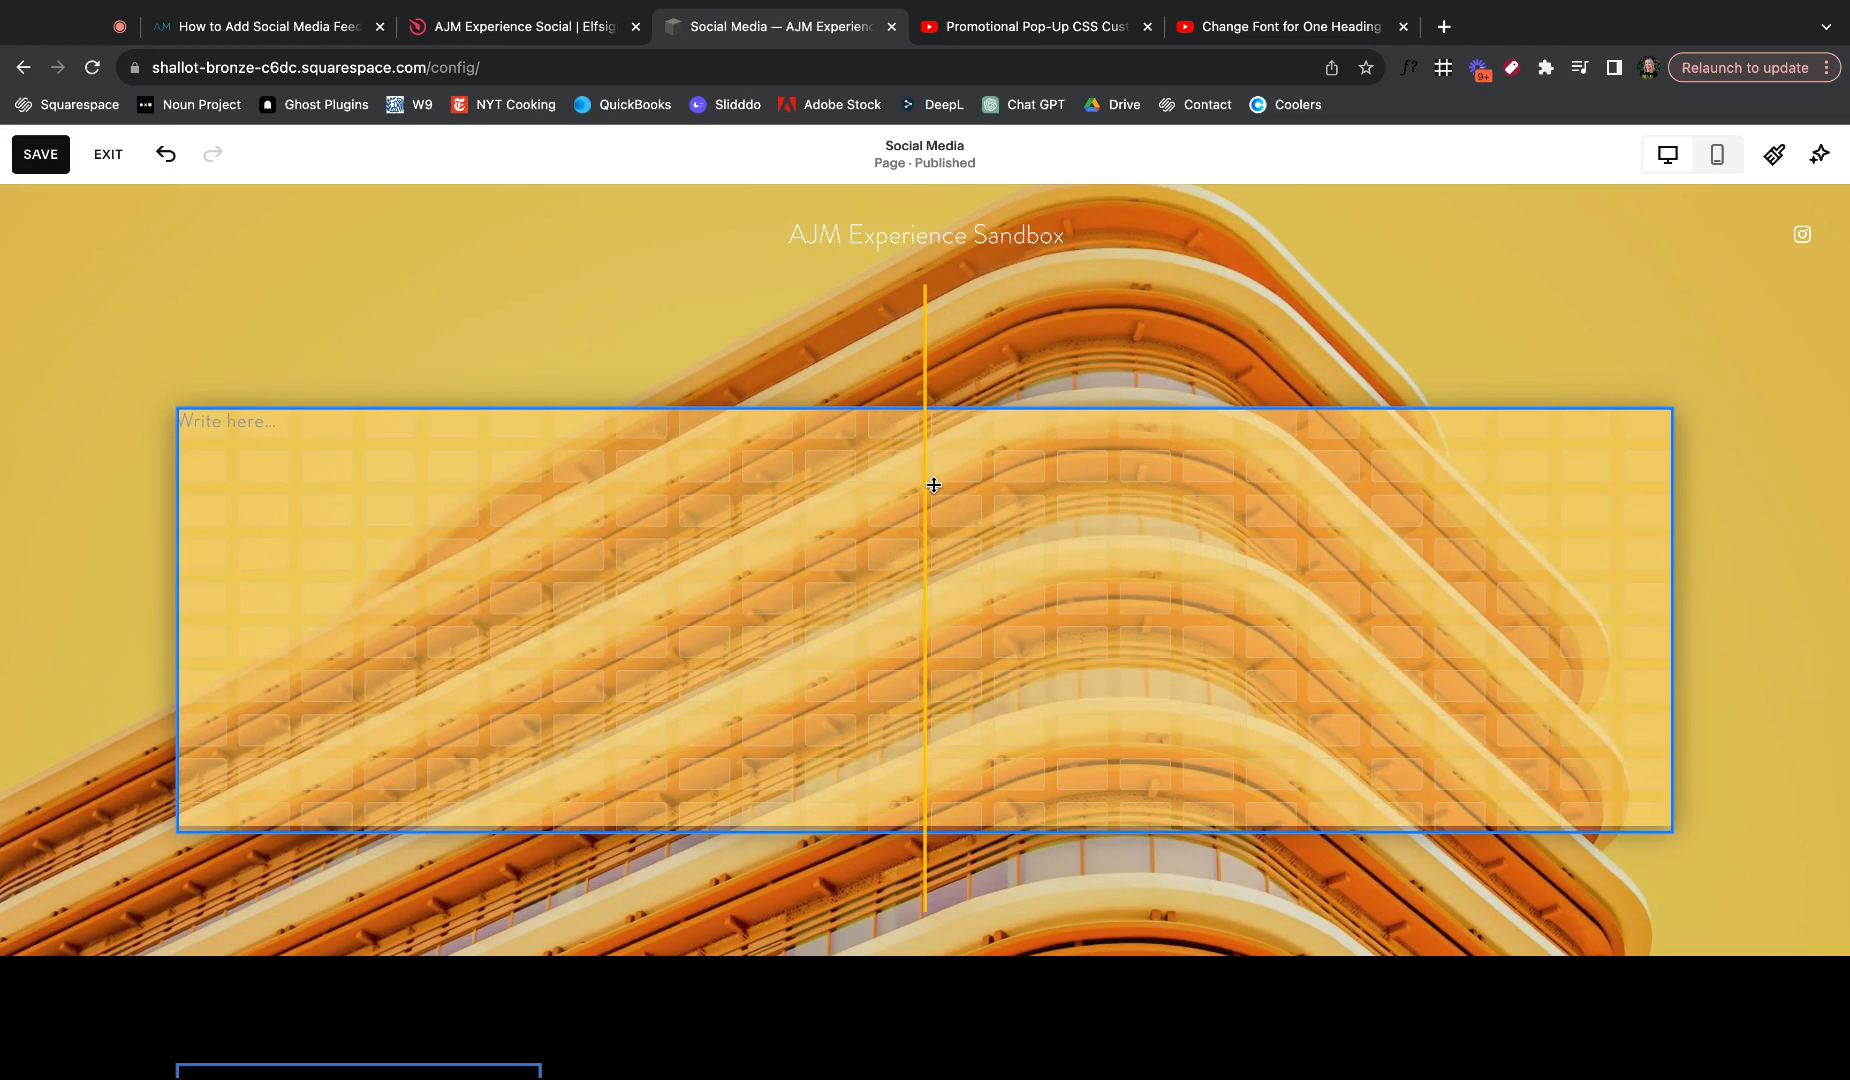 How to Add Social Media Feed
AJM Experience Social | Elfsig
Social Media — AJM Experienc
Promotional Pop-Up CSS Cust
Change Font for One Heading
shallot-bronze-c6dc.squarespace.com/config/
f?
9+
Relaunch to update
Squarespace
Noun Project
Ghost Plugins
W9
NYT Cooking
QuickBooks
Slidddo
Adobe Stock
DeepL
Chat GPT
Drive
Contact
Coolers
SAVE
EXIT
Social Media
Page · Published
AJM Experience Sandbox
Write here...